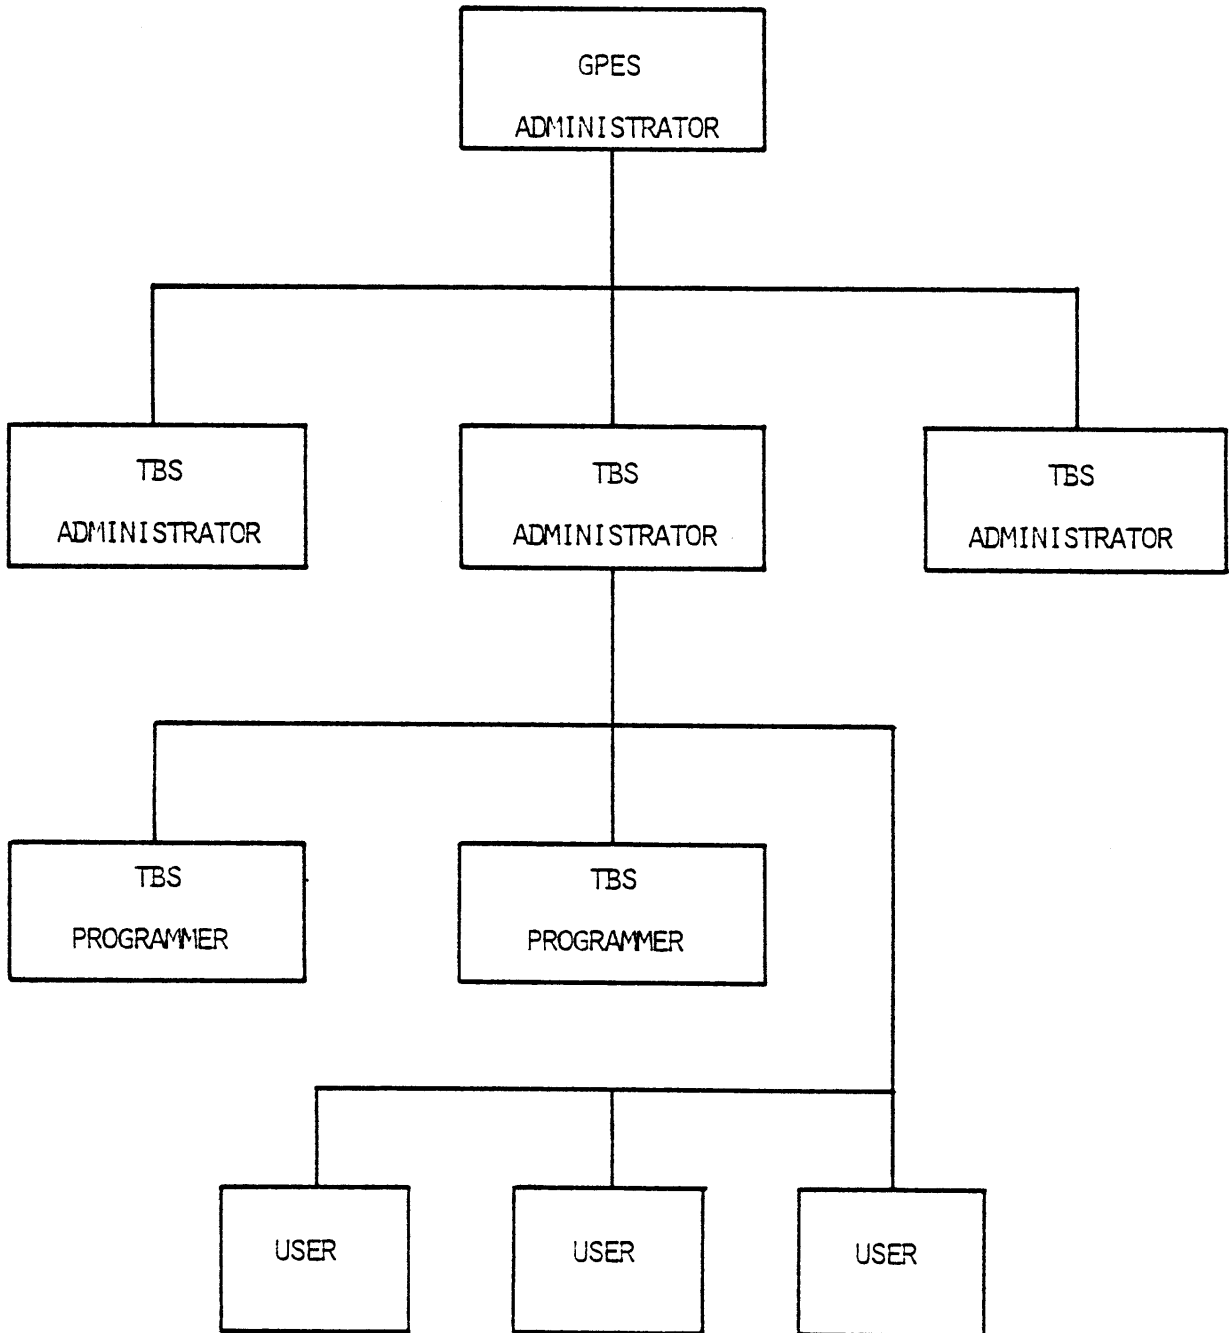 GPES
ADMINISTRATOR
TBS
ADMINISTRATOR
TBS
ADMINISTRATOR
TBS
ADMINISTRATOR
TBS
PROGRAMMER
TBS
PROGRAMMER
USER
USER
USER